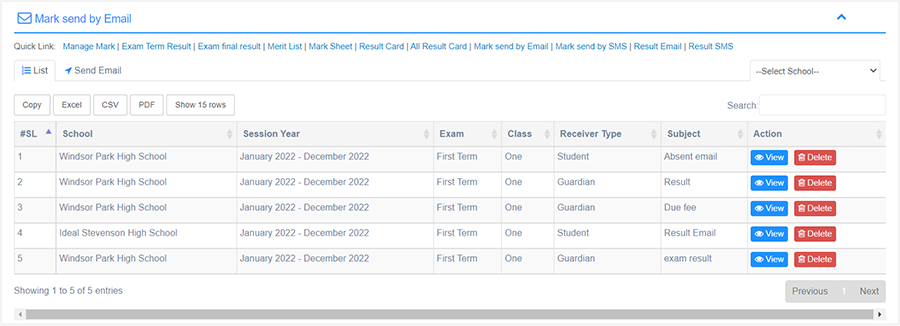 Mark send by Email
Quick Link: Manage Mark | Exam Term Result | Exam final result | Merit List | Mark Sheet | Result Card | All Result Card | Mark send by Email | Mark send by SMS | Result Email | Result SMS
List Send Email --Select School--
Copy Excel CSV PDF Show 15 rows Search:
#SL School Session Year Exam Class Receiver Type Subject Action
1 Windsor Park High School January 2022 - December 2022 First Term One Student Absent email View Delete
2 Windsor Park High School January 2022 - December 2022 First Term One Guardian Result View Delete
3 Windsor Park High School January 2022 - December 2022 First Term One Guardian Due fee View Delete
4 Ideal Stevenson High School January 2022 - December 2022 First Term One Student Result Email View Delete
5 Windsor Park High School January 2022 - December 2022 First Term One Guardian exam result View Delete
Showing 1 to 5 of 5 entries Previous 1 Next